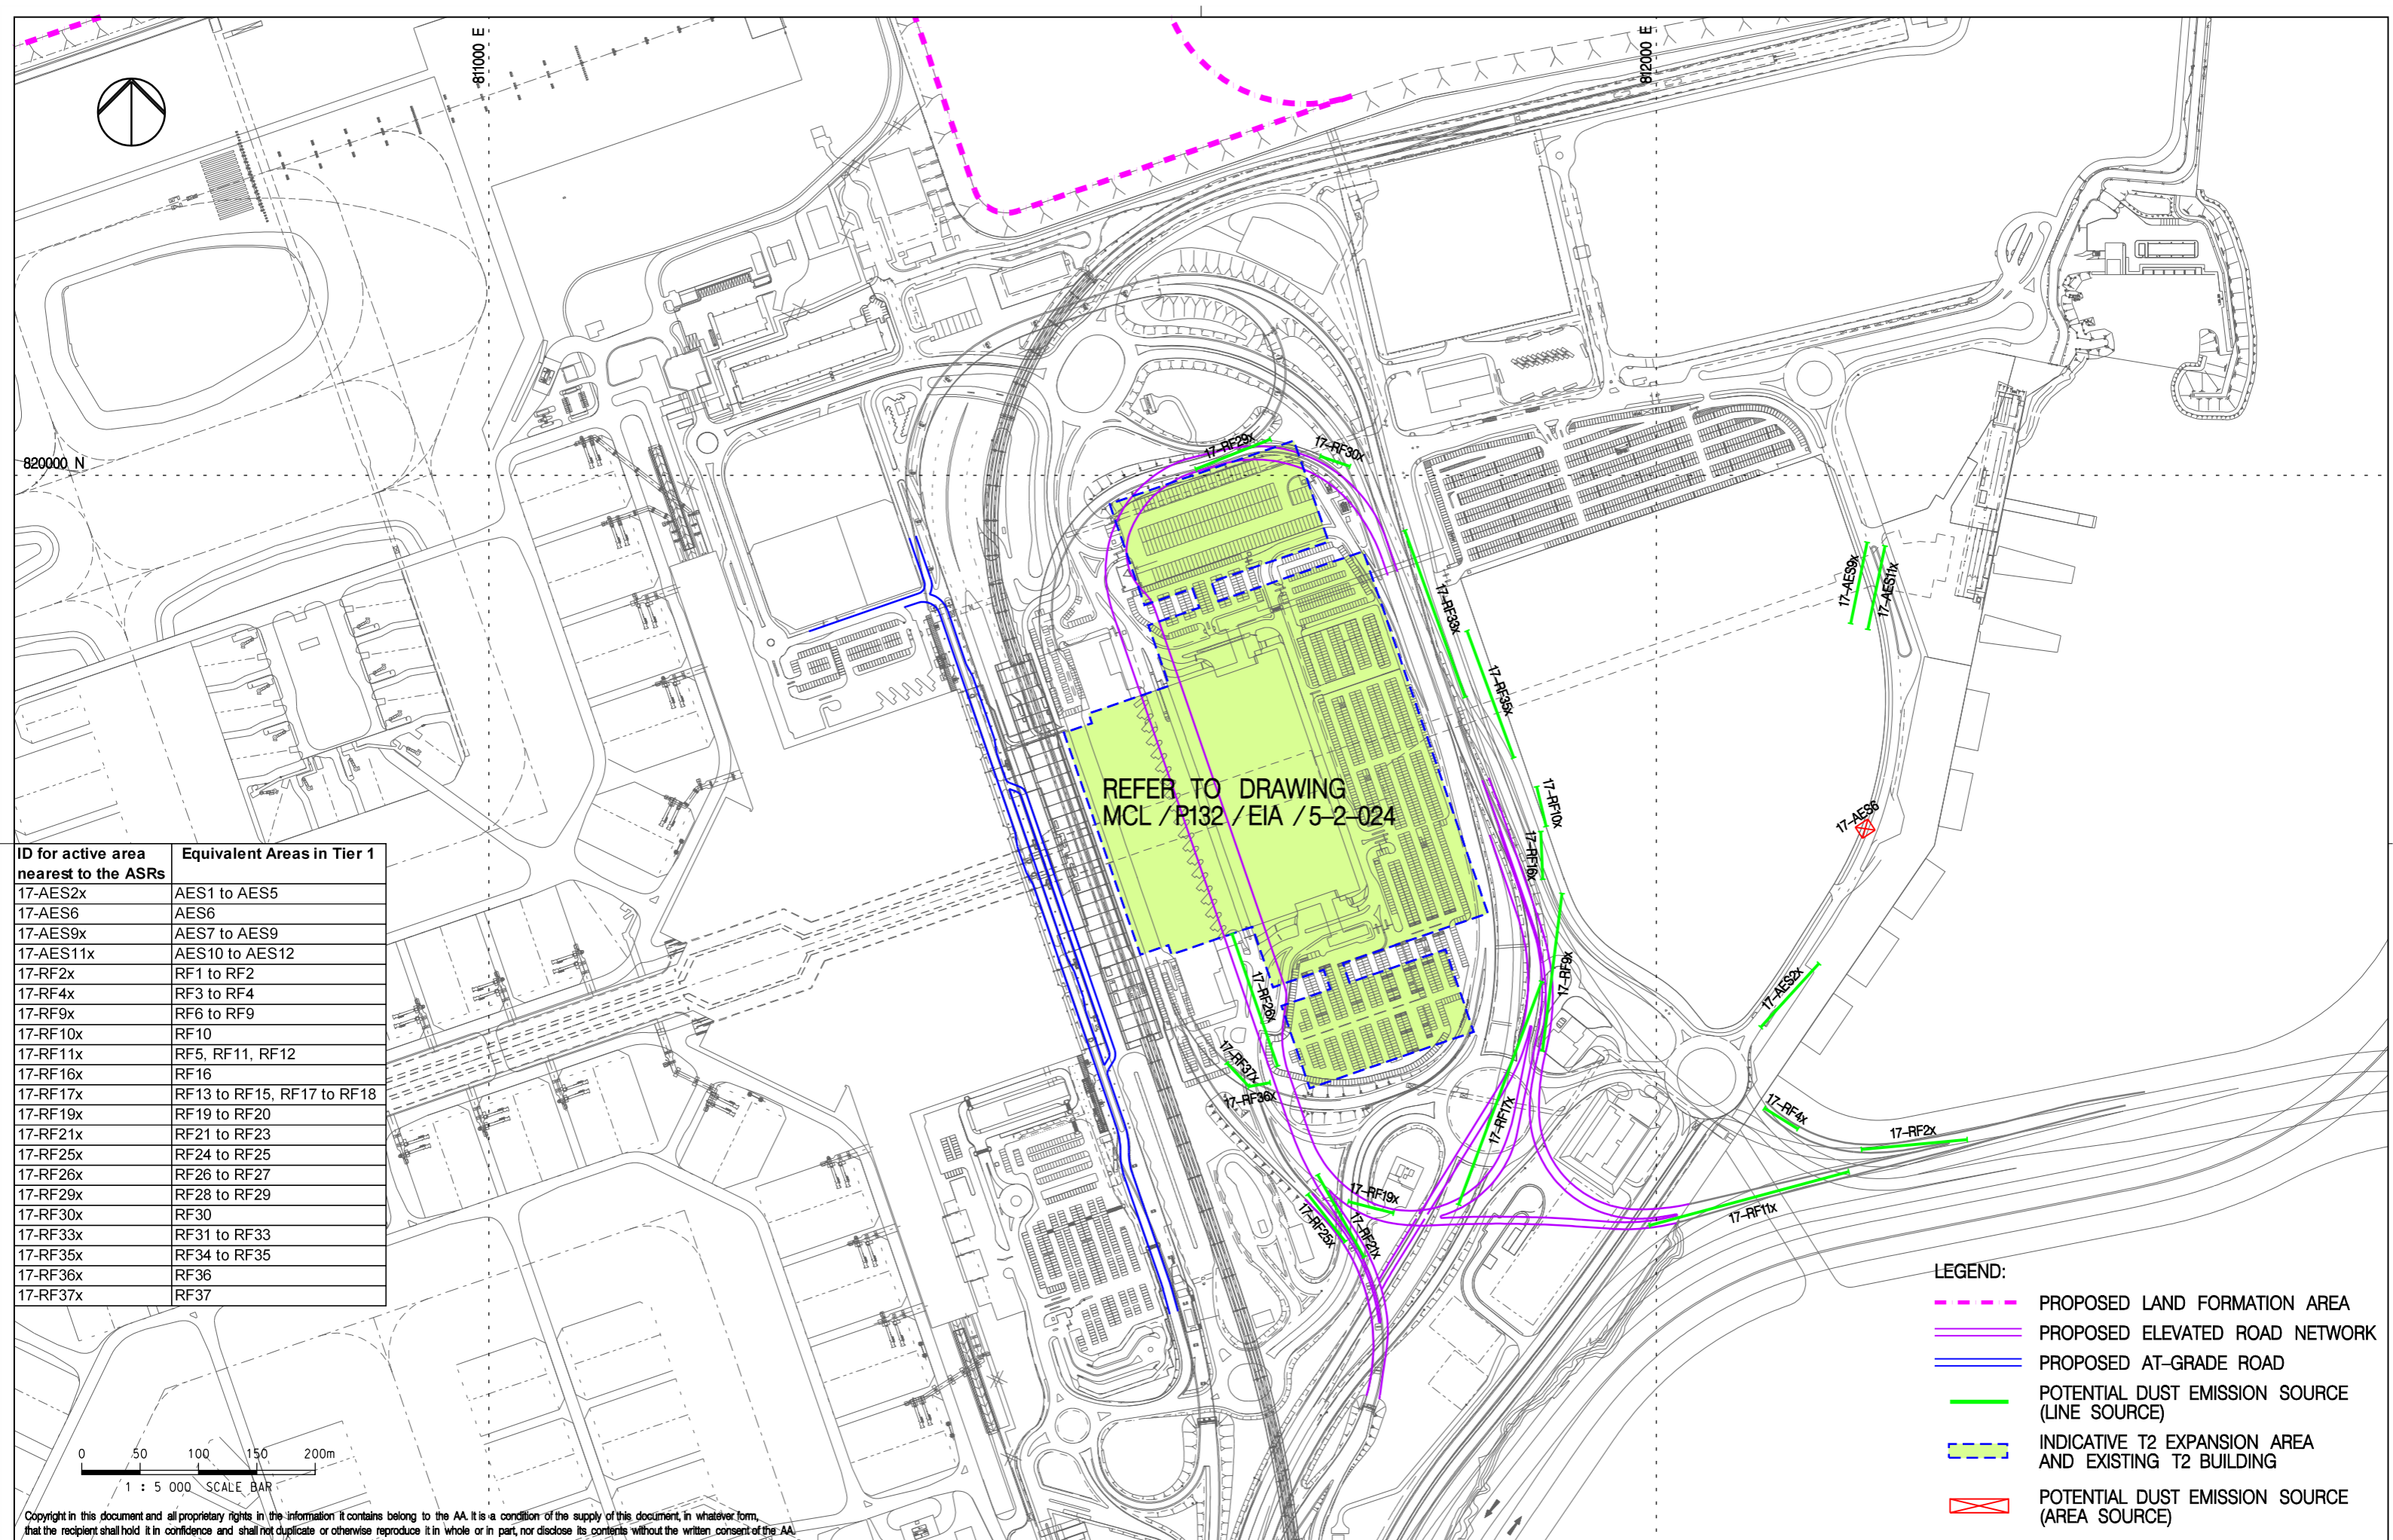 811000 E
812000 E
820000 N
17-RF29x
17-RF30x
17-RF33x
17-RF35x
17-AES9x
17-AES11x
REFER TO DRAWING
MCL / P132 / EIA / 5-2-024
17-RF10x
17-RF16x
17-AES6
17-RF9x
17-AES2x
17-RF26x
17-RF37x
17-RF36x
17-RF17x
17-RF4x
17-RF2x
17-RF19x
17-RF25x
17-RF21x
17-RF11x
ID for active area nearest to the ASRs Equivalent Areas in Tier 1
17-AES2x AES1 to AES5
17-AES6 AES6
17-AES9x AES7 to AES9
17-AES11x AES10 to AES12
17-RF2x RF1 to RF2
17-RF4x RF3 to RF4
17-RF9x RF6 to RF9
17-RF10x RF10
17-RF11x RF5, RF11, RF12
17-RF16x RF16
17-RF17x RF13 to RF15, RF17 to RF18
17-RF19x RF19 to RF20
17-RF21x RF21 to RF23
17-RF25x RF24 to RF25
17-RF26x RF26 to RF27
17-RF29x RF28 to RF29
17-RF30x RF30
17-RF33x RF31 to RF33
17-RF35x RF34 to RF35
17-RF36x RF36
17-RF37x RF37
LEGEND:
PROPOSED LAND FORMATION AREA
PROPOSED ELEVATED ROAD NETWORK
PROPOSED AT-GRADE ROAD
POTENTIAL DUST EMISSION SOURCE
(LINE SOURCE)
INDICATIVE T2 EXPANSION AREA
AND EXISTING T2 BUILDING
POTENTIAL DUST EMISSION SOURCE
(AREA SOURCE)
0 50 100 150 200m
1 : 5 000 SCALE BAR
Copyright in this document and all proprietary rights in the information it contains belong to the AA. It is a condition of the supply of this document, in whatever form,
that the recipient shall hold it in confidence and shall not duplicate or otherwise reproduce it in whole or in part, nor disclose its contents without the written consent of the AA.